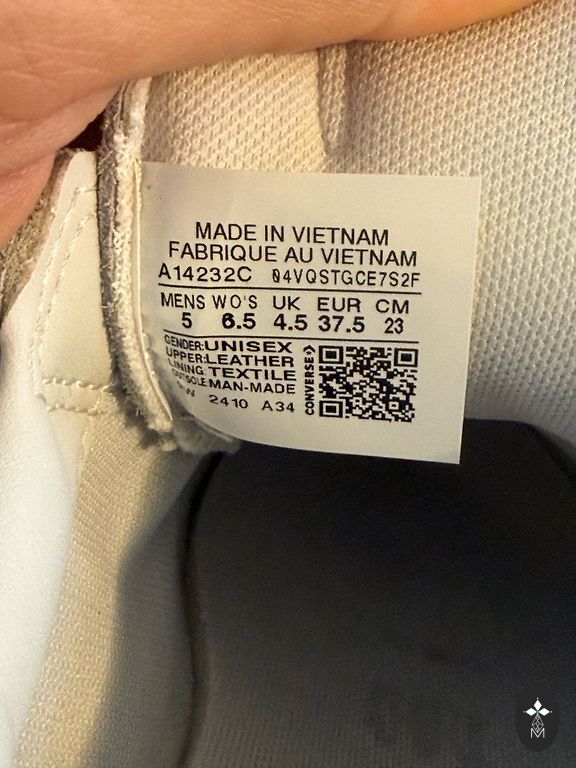 MADE IN VIETNAM
FABRIQUE AU VIETNAM
A14232C 04VQSTGCE7S2F
MENS WO'S UK EUR CM
5 6.5 4.5 37.5 23
GENDER:UNISEX
UPPER:LEATHER
LINING:TEXTILE
OUTSOLE:MAN-MADE
W 2410 A34
CONVERSE
M